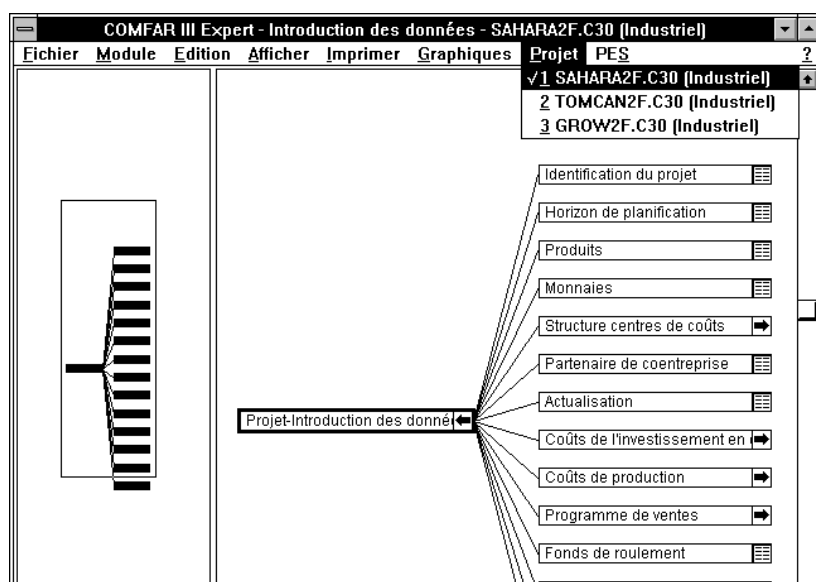 COMFAR III Expert - Introduction des données - SAHARA2F.C30 (Industriel)
Fichier Module Edition Afficher Imprimer Graphiques Projet PES ?
√1 SAHARA2F.C30 (Industriel)
2 TOMCAN2F.C30 (Industriel)
3 GROW2F.C30 (Industriel)
Identification du projet
Horizon de planification
Produits
Monnaies
Structure centres de coûts
Partenaire de coentreprise
Actualisation
Projet-Introduction des donné
Coûts de l'investissement en
Coûts de production
Programme de ventes
Fonds de roulement